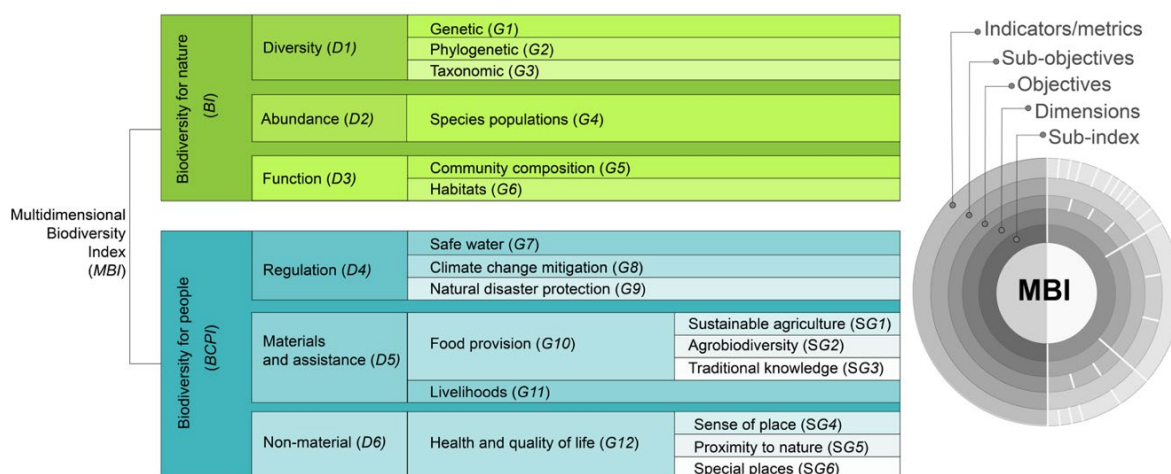 Multidimensional
Biodiversity
Index
(MBI)
Biodiversity for nature
(BI)
Diversity (D1)
Genetic (G1)
Phylogenetic (G2)
Taxonomic (G3)
Abundance (D2)
Species populations (G4)
Function (D3)
Community composition (G5)
Habitats (G6)
Biodiversity for people
(BCPI)
Regulation (D4)
Safe water (G7)
Climate change mitigation (G8)
Natural disaster protection (G9)
Materials
and assistance (D5)
Food provision (G10)
Sustainable agriculture (SG1)
Agrobiodiversity (SG2)
Traditional knowledge (SG3)
Livelihoods (G11)
Non-material (D6)
Health and quality of life (G12)
Sense of place (SG4)
Proximity to nature (SG5)
Special places (SG6)
Indicators/metrics
Sub-objectives
Objectives
Dimensions
Sub-index
MBI